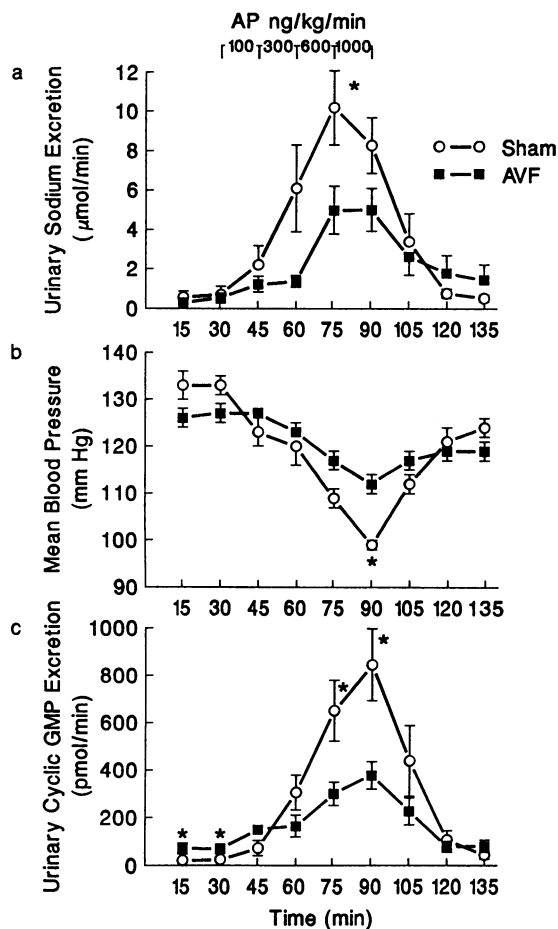 AP ng/kg/min
100 300 600 1000
a
Urinary Sodium Excretion
(μmol/min)
12
10
8
6
4
2
0
*
Sham
AVF
15 30 45 60 75 90 105 120 135
b
Mean Blood Pressure
(mm Hg)
140
130
120
110
100
90
*
15 30 45 60 75 90 105 120 135
c
Urinary Cyclic GMP Excretion
(pmol/min)
1000
800
600
400
200
0
* * * *
15 30 45 60 75 90 105 120 135
Time (min)